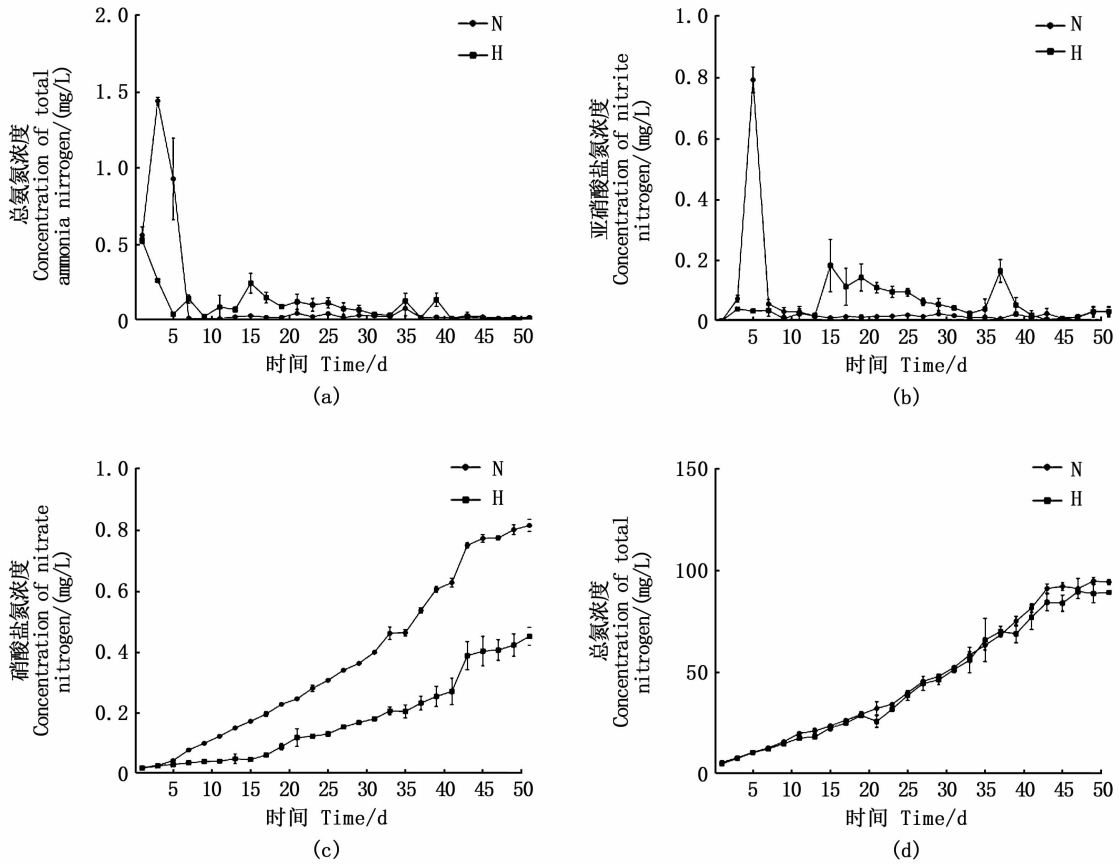 总氨氮浓度
Concentration of total
ammonia nirrogen/(mg/L)
2.0
1.5
1.0
0.5
0
N
H
5 10 15 20 25 30 35 40 45 50
时间 Time/d
(a)
亚硝酸盐氮浓度
Concentration of nitrite
nitrogen/(mg/L)
1.0
0.8
0.6
0.4
0.2
0
N
H
5 10 15 20 25 30 35 40 45 50
时间 Time/d
(b)
硝酸盐氮浓度
Concentration of nitrate
nitrogen/(mg/L)
1.0
0.8
0.6
0.4
0.2
0
N
H
5 10 15 20 25 30 35 40 45 50
时间 Time/d
(c)
总氮浓度
Concentration of total
nitrogen/(mg/L)
150
100
50
0
N
H
5 10 15 20 25 30 35 40 45 50
时间 Time/d
(d)